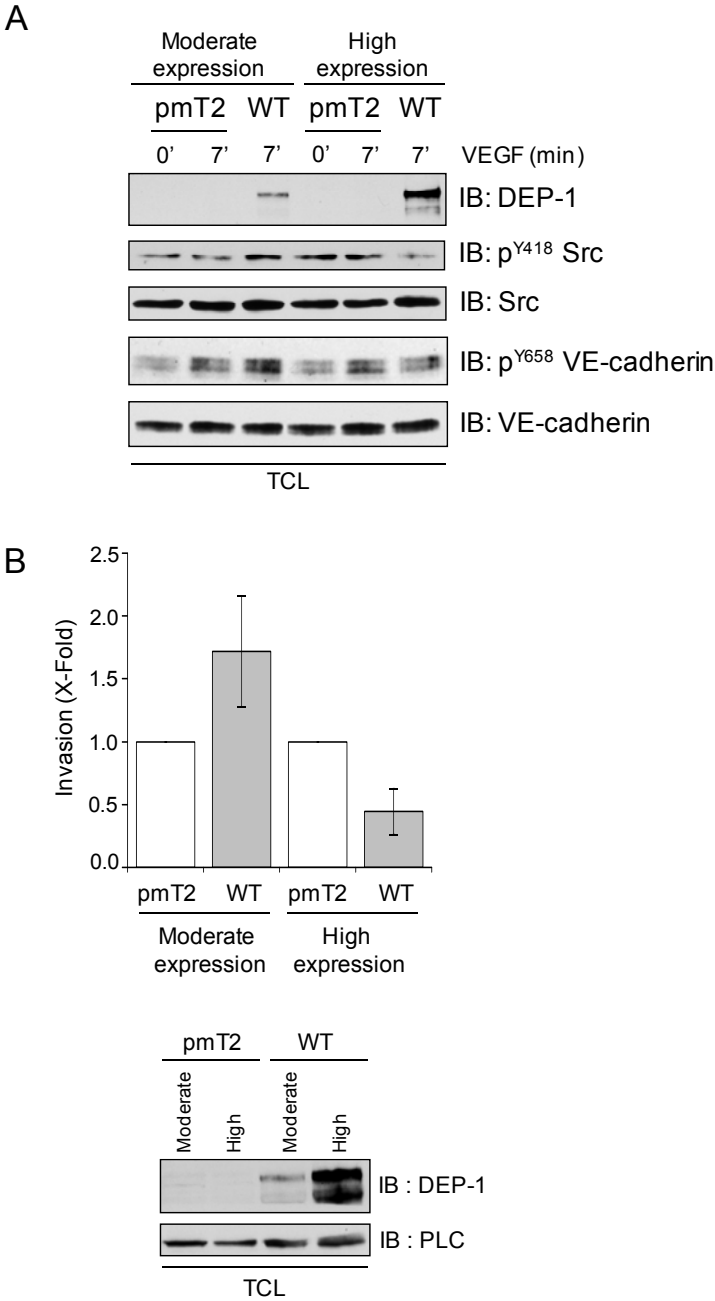 A
Moderate expression
High expression
pmT2 WT pmT2 WT
0' 7' 7' 0' 7' 7' VEGF (min)
IB: DEP-1
IB: pY418 Src
IB: Src
IB: pY658 VE-cadherin
IB: VE-cadherin
TCL
B
Invasion (X-Fold)
2.5
2.0
1.5
1.0
0.5
0.0
pmT2 WT pmT2 WT
Moderate expression
High expression
pmT2 WT
Moderate High Moderate High
IB : DEP-1
IB : PLC
TCL